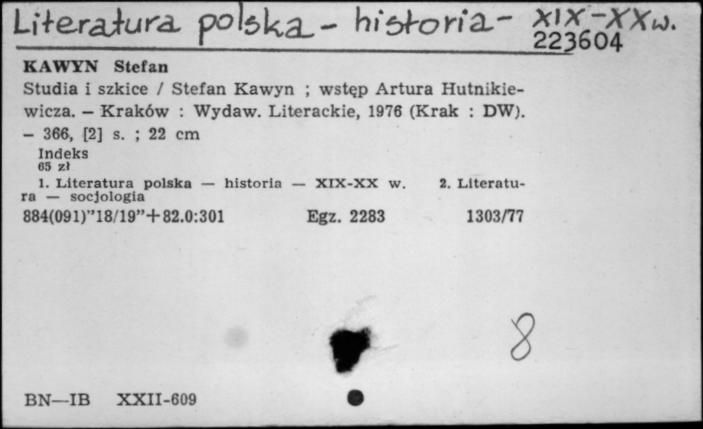 Literatura polska - historia - XIX-XX w.
223604
KAWYN Stefan
Studia i szkice / Stefan Kawyn ; wstęp Artura Hutnikie-
wicza. — Kraków : Wydaw. Literackie, 1976 (Krak : DW).
— 366, [2] s. ; 22 cm
Indeks
65 zł
1. Literatura polska — historia — XIX-XX w. 2. Literatu-
ra — socjologia
884(091)”18/19”+82.0:301 Egz. 2283 1303/77
8
BN—IB XXII-609